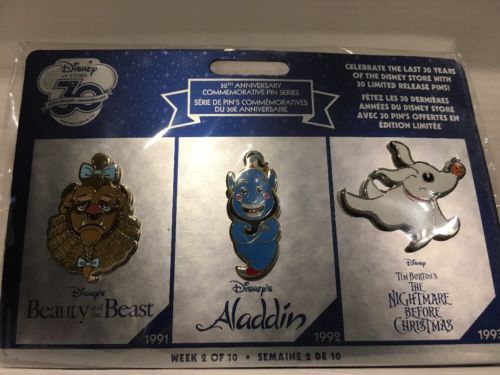 Disney
STORE
30
30TH ANNIVERSARY
COMMEMORATIVE PIN SERIES
SÉRIE DE PIN'S COMMÉMORATIVES
DU 30E ANNIVERSAIRE
CELEBRATE THE LAST 30 YEARS
OF THE DISNEY STORE WITH
30 LIMITED RELEASE PINS!
FÊTEZ LES 30 DERNIÈRES
ANNÉES DU DISNEY STORE
AVEC 30 PIN'S OFFERTES EN
ÉDITION LIMITÉE
Disney's
Beauty and the Beast
1991
Disney's
Aladdin
1992
Disney
Tim Burton's
THE
NIGHTMARE
BEFORE
CHRISTMAS
1993
WEEK 2 OF 10 • SEMAINE 2 DE 10